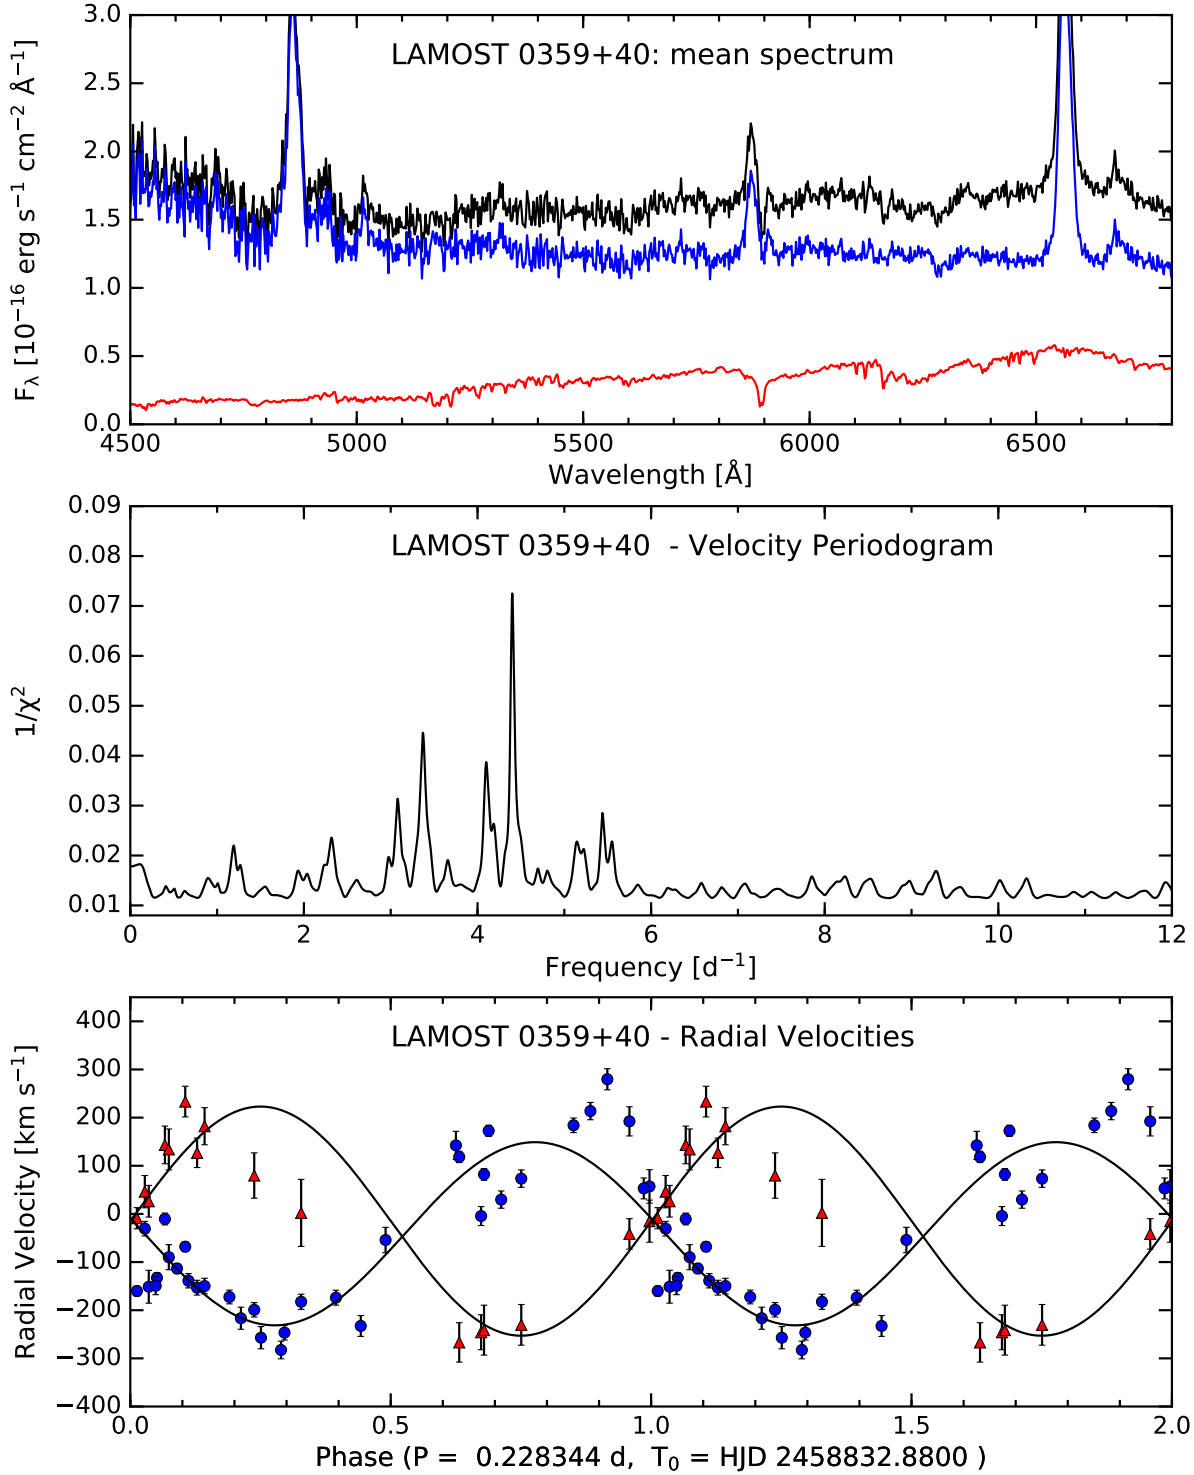 LAMOST 0359+40: mean spectrum
3.0
2.5
2.0
1.5
1.0
0.5
0.0
F_λ [10⁻¹⁶ erg s⁻¹ cm⁻² Å⁻¹]
4500 5000 5500 6000 6500
Wavelength [Å]
LAMOST 0359+40 - Velocity Periodogram
0.09
0.08
0.07
0.06
0.05
0.04
0.03
0.02
0.01
1/χ²
0 2 4 6 8 10 12
Frequency [d⁻¹]
LAMOST 0359+40 - Radial Velocities
400
300
200
100
0
−100
−200
−300
−400
Radial Velocity [km s⁻¹]
0.0 0.5 1.0 1.5 2.0
Phase (P = 0.228344 d, T₀ = HJD 2458832.8800 )